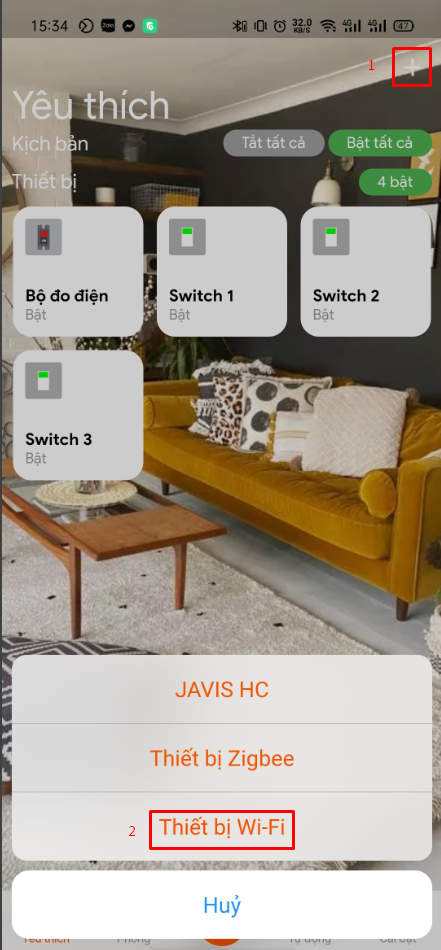 15:34 Zalo 32.0 KB/S 4G 4G 47
1 +
Yêu thích
Kịch bản Tắt tất cả Bật tất cả
Thiết bị 4 bật
Bộ đo điện
Bật
Switch 1
Bật
Switch 2
Bật
Switch 3
Bật
JAVIS HC
Thiết bị Zigbee
2 Thiết bị Wi-Fi
Huỷ
Yêu thích Phòng Tự động Cài đặt